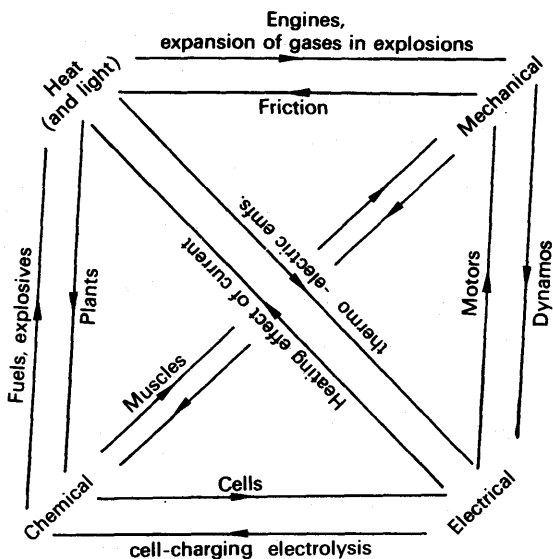 Engines,
expansion of gases in explosions
Heat
(and light)
Mechanical
Friction
thermo
-electric emfs.
Heating effect of current
Fuels, explosives
Plants
Motors
Dynamos
Muscles
Cells
Chemical
Electrical
cell-charging electrolysis